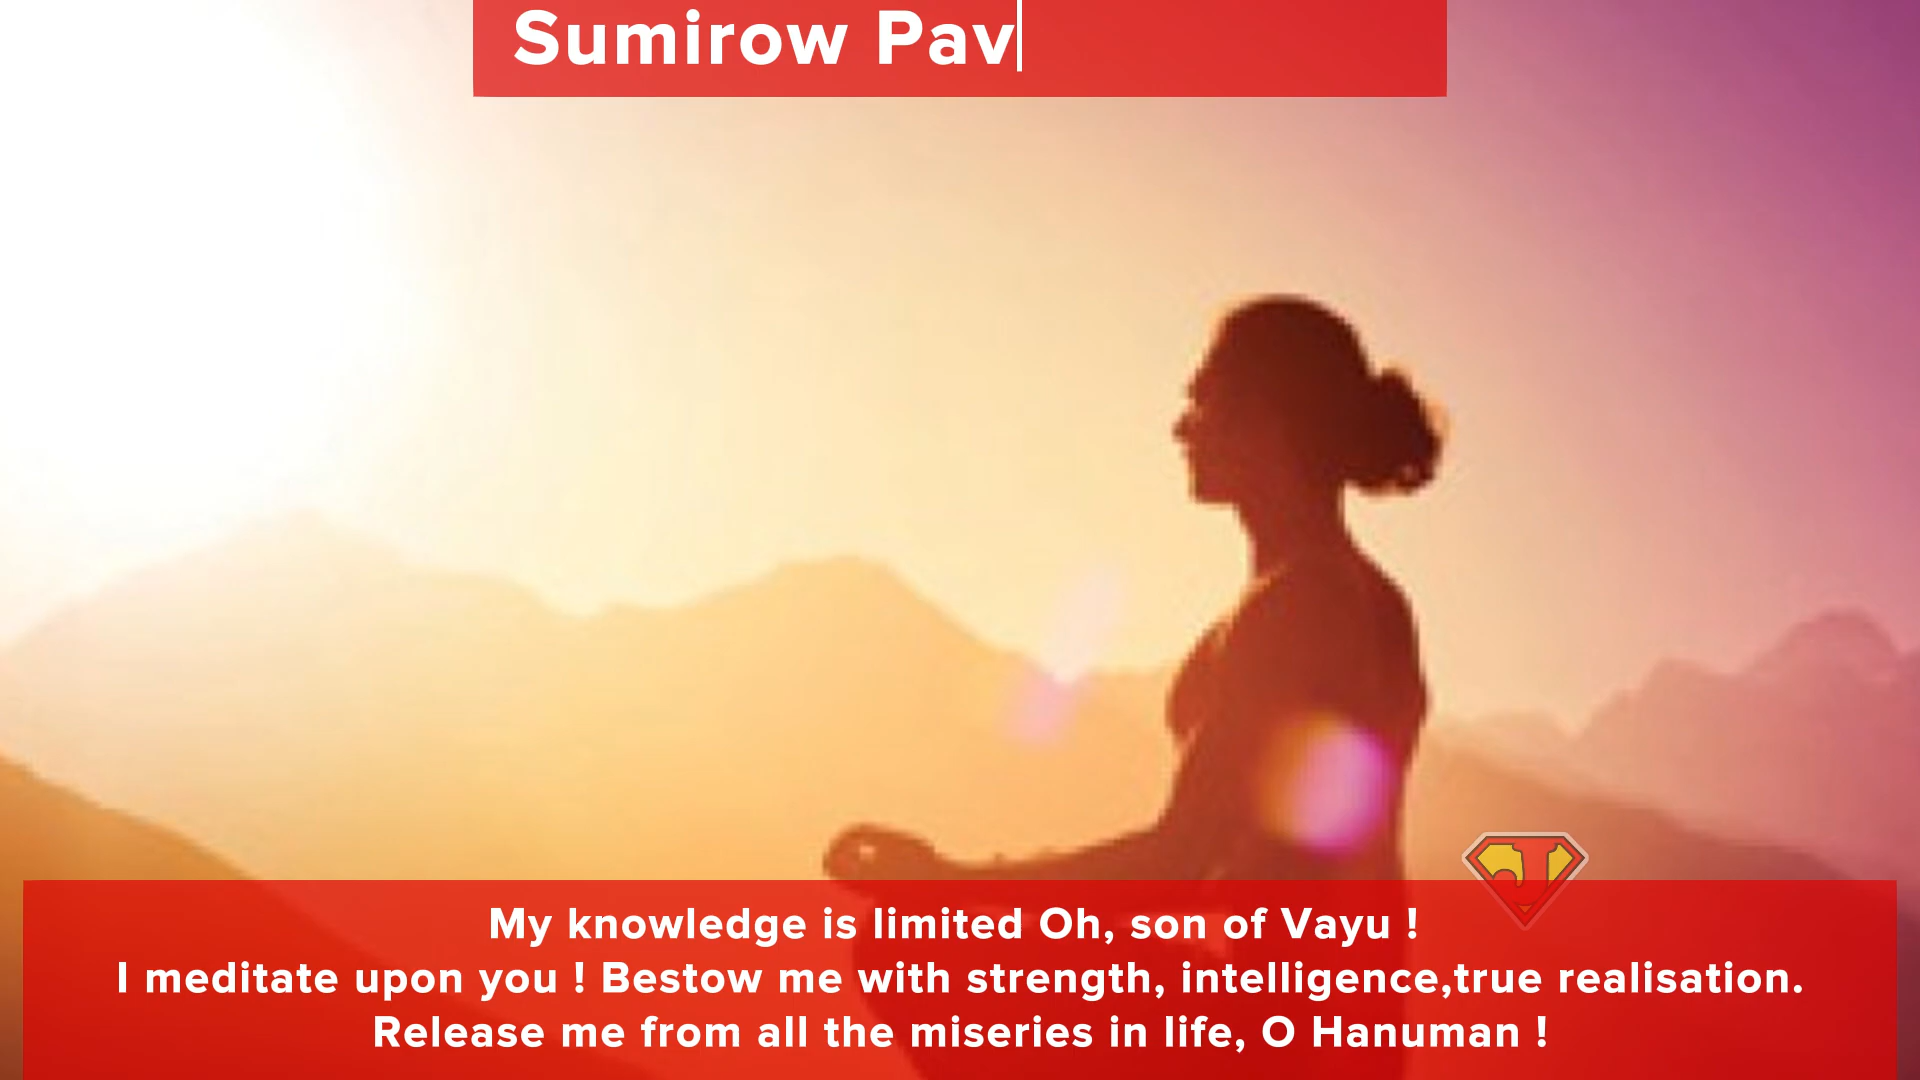 Sumirow Pav
My knowledge is limited Oh, son of Vayu !
I meditate upon you ! Bestow me with strength, intelligence,true realisation.
Release me from all the miseries in life, O Hanuman !
J